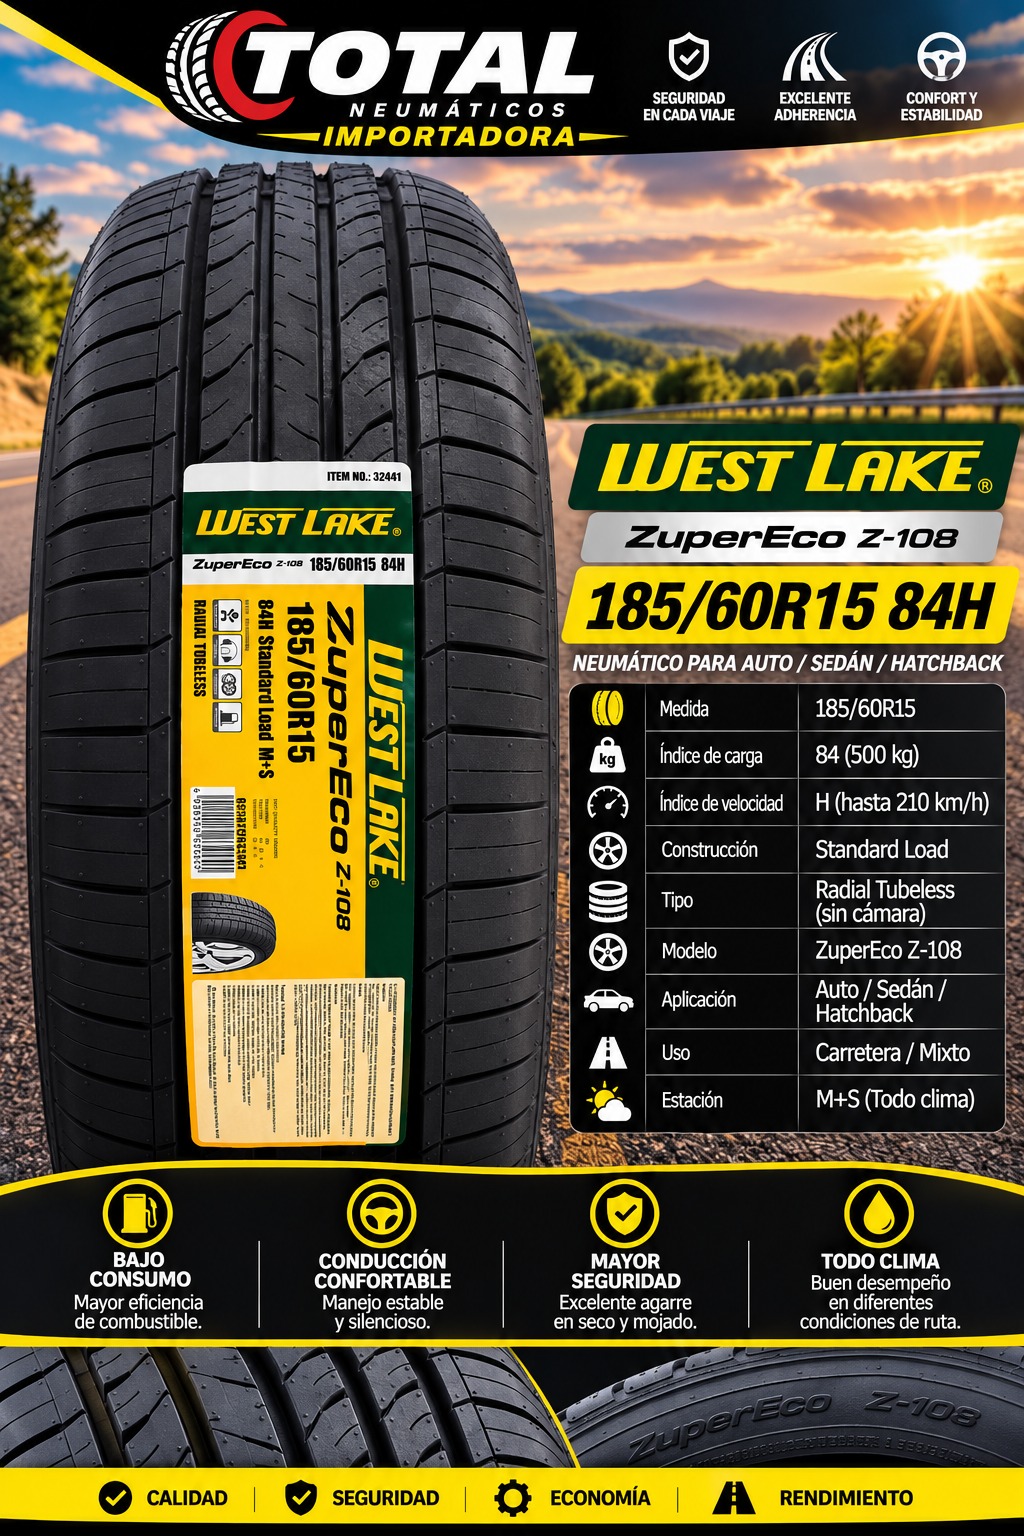 TOTAL
NEUMÁTICOS
IMPORTADORA
SEGURIDAD
EN CADA VIAJE
EXCELENTE
ADHERENCIA
CONFORT Y
ESTABILIDAD
ITEM NO.: 32441
WEST LAKE®
ZuperEco Z-108 185/60R15 84H
WEST LAKE®
ZuperEco Z-108
185/60R15
84H Standard Load M+S
RADIAL TUBELESS
WEST LAKE®
ZuperEco Z-108
185/60R15 84H
NEUMÁTICO PARA AUTO / SEDÁN / HATCHBACK
Medida 185/60R15
kg Índice de carga 84 (500 kg)
Índice de velocidad H (hasta 210 km/h)
Construcción Standard Load
Tipo Radial Tubeless
(sin cámara)
Modelo ZuperEco Z-108
Aplicación Auto / Sedán /
Hatchback
Uso Carretera / Mixto
Estación M+S (Todo clima)
BAJO
CONSUMO
Mayor eficiencia
de combustible.
CONDUCCIÓN
CONFORTABLE
Manejo estable
y silencioso.
MAYOR
SEGURIDAD
Excelente agarre
en seco y mojado.
TODO CLIMA
Buen desempeño
en diferentes
condiciones de ruta.
ZuperEco Z-108
CALIDAD
SEGURIDAD
ECONOMÍA
RENDIMIENTO